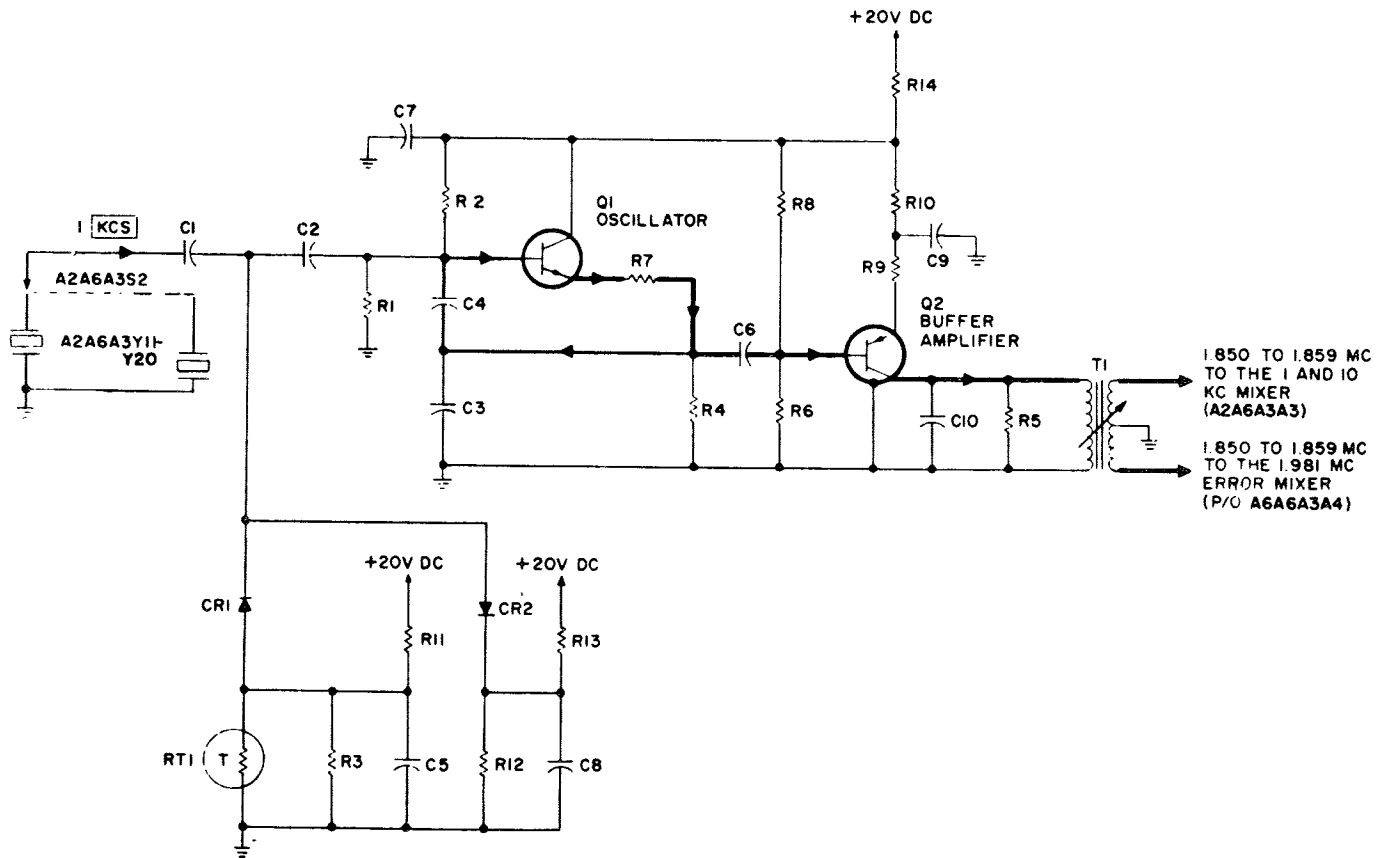 +20V DC
R14
C7
R2
Q1
OSCILLATOR
R8
R10
1 KCS
C1
C2
R7
R9
C9
A2A6A3S2
R1
C4
C6
Q2
BUFFER
AMPLIFIER
A2A6A3Y11-
Y20
T1
1.850 TO 1.859 MC
TO THE 1 AND 10
KC MIXER
(A2A6A3A3)
C3
R4
R6
C10
R5
1.850 TO 1.859 MC
TO THE 1.981 MC
ERROR MIXER
(P/O A6A6A3A4)
+20V DC
+20V DC
CR1
R11
CR2
R13
RT1
T
R3
C5
R12
C8